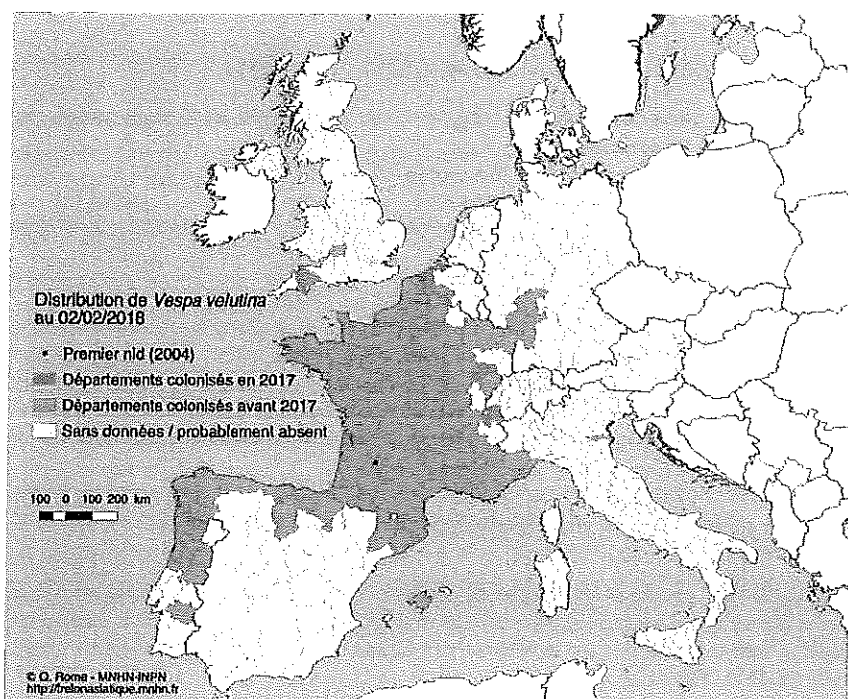 Distribution de Vespa velutina
au 02/02/2018
Premier nid (2004)
Départements colonisés en 2017
Départements colonisés avant 2017
Sans données / probablement absent
100 0 100 200 km
© Q. Rome - MNHN-INPN
http://frelonasiatique.mnhn.fr